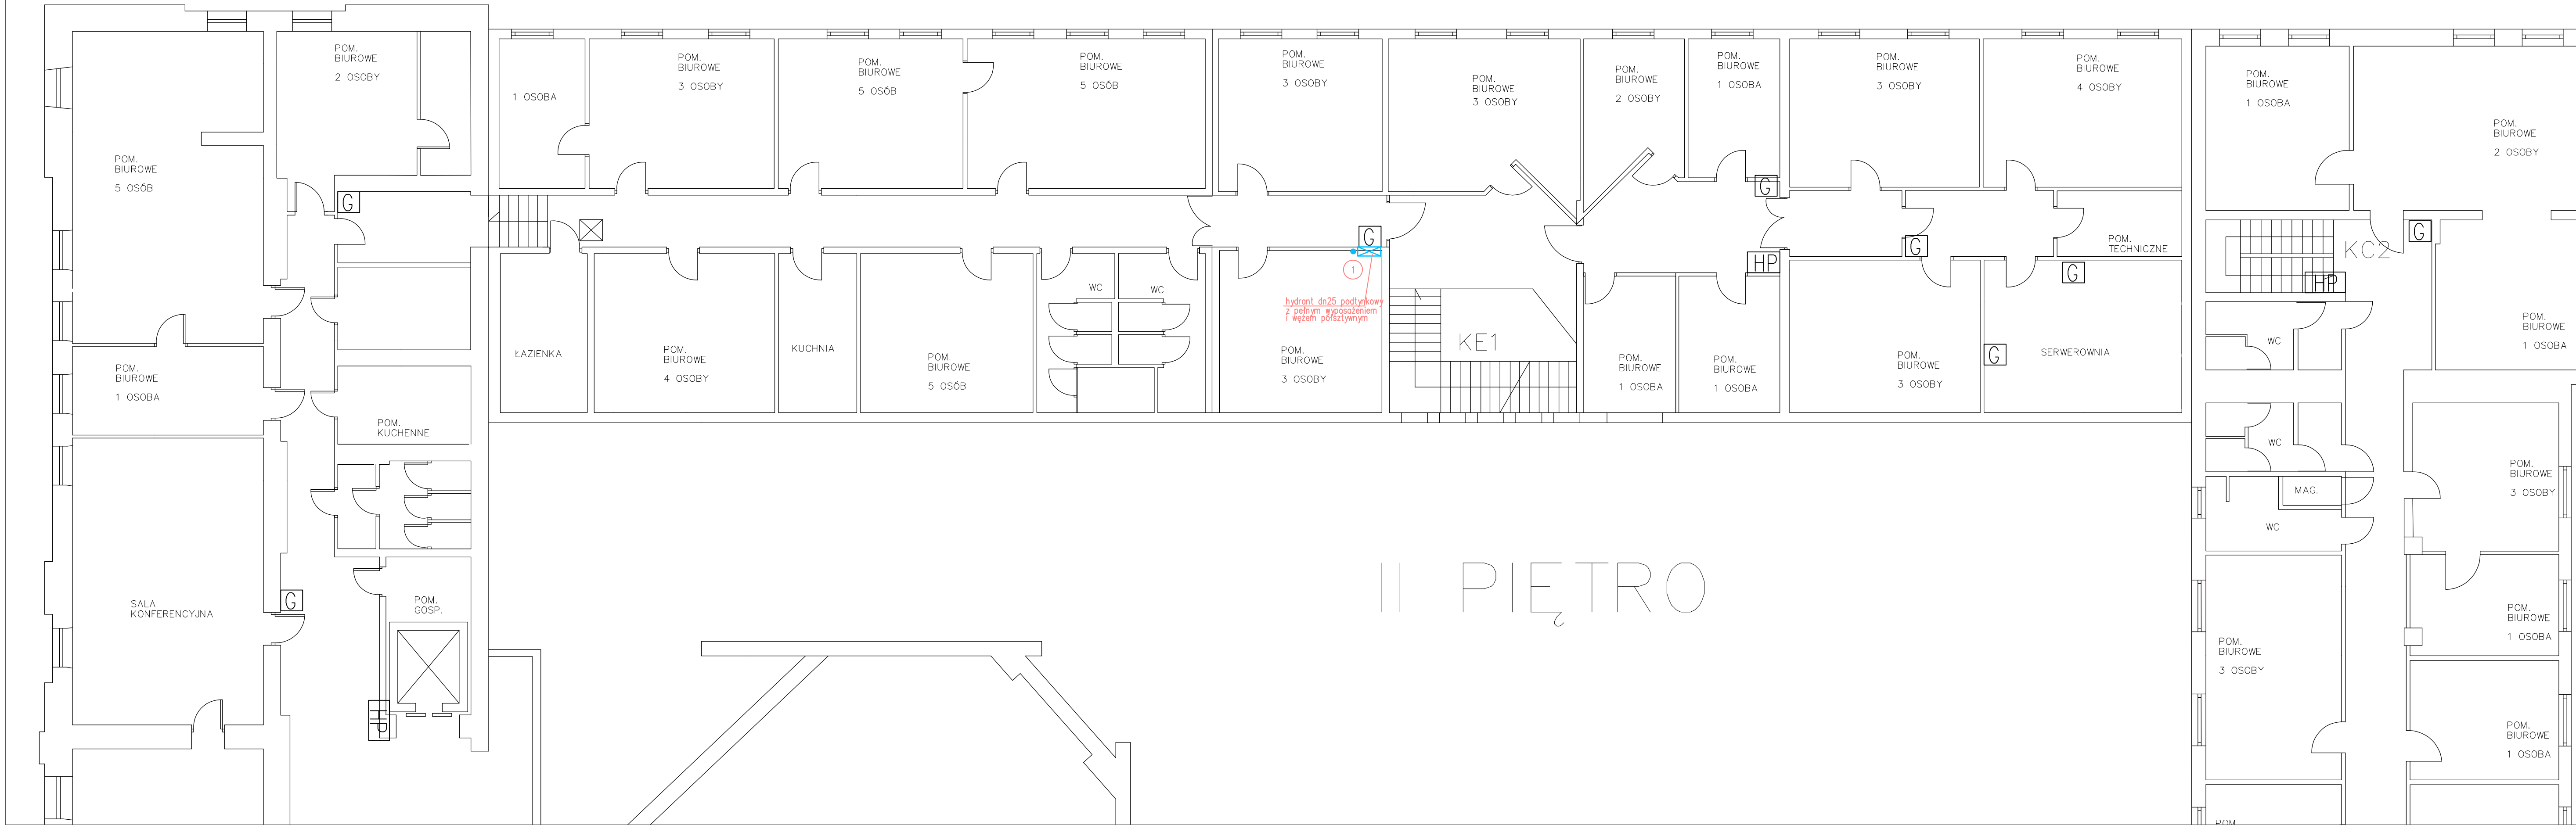 POM.
BIUROWE
5 OSÓB
POM.
BIUROWE
2 OSOBY
G
1 OSOBA
POM.
BIUROWE
3 OSOBY
POM.
BIUROWE
5 OSÓB
POM.
BIUROWE
5 OSÓB
POM.
BIUROWE
3 OSOBY
POM.
BIUROWE
3 OSOBY
POM.
BIUROWE
2 OSOBY
POM.
BIUROWE
1 OSOBA
G
POM.
BIUROWE
3 OSOBY
POM.
BIUROWE
4 OSOBY
POM.
BIUROWE
1 OSOBA
POM.
BIUROWE
2 OSOBY
G
HP
G
POM.
TECHNICZNE
G
KC2
G
HP
1
hydrant dn25 podtynkowy
z pełnym wyposażeniem
i wężem półsztywnym
POM.
BIUROWE
1 OSOBA
ŁAZIENKA
POM.
BIUROWE
4 OSOBY
KUCHNIA
POM.
BIUROWE
5 OSÓB
WC
WC
POM.
BIUROWE
3 OSOBY
KE1
POM.
BIUROWE
1 OSOBA
POM.
BIUROWE
1 OSOBA
POM.
BIUROWE
3 OSOBY
G
SERWEROWNIA
WC
POM.
BIUROWE
1 OSOBA
POM.
KUCHENNE
WC
POM.
BIUROWE
3 OSOBY
MAG.
WC
II PIĘTRO
SALA
KONFERENCYJNA
G
POM.
GOSP.
HP
POM.
BIUROWE
3 OSOBY
POM.
BIUROWE
1 OSOBA
POM.
BIUROWE
1 OSOBA
POM.